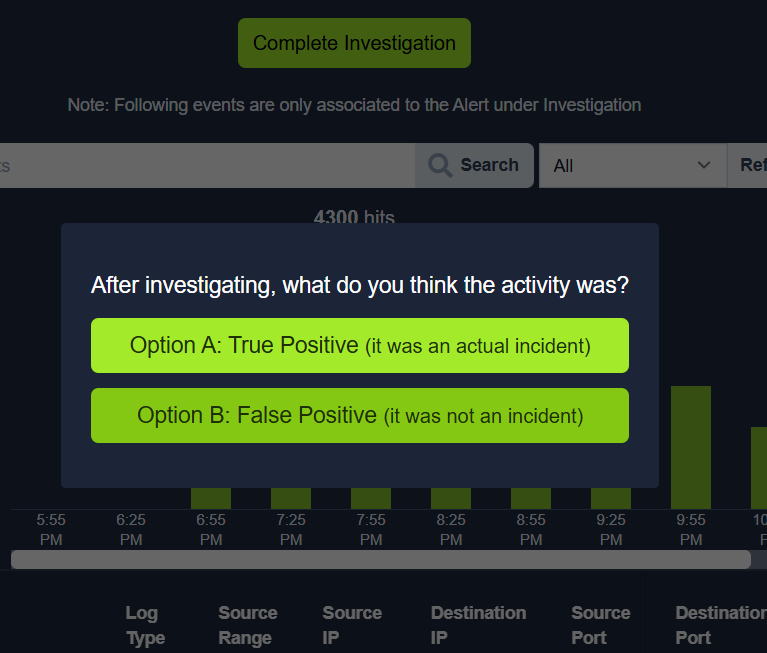 Complete Investigation
Note: Following events are only associated to the Alert under Investigation
Search
All
4300 hits
After investigating, what do you think the activity was?
Option A: True Positive (it was an actual incident)
Option B: False Positive (it was not an incident)
5:55 6:25 6:55 7:25 7:55 8:25 8:55 9:25 9:55
PM PM PM PM PM PM PM PM PM
Log Source Source Destination Source Destination
Type Range IP IP Port Port